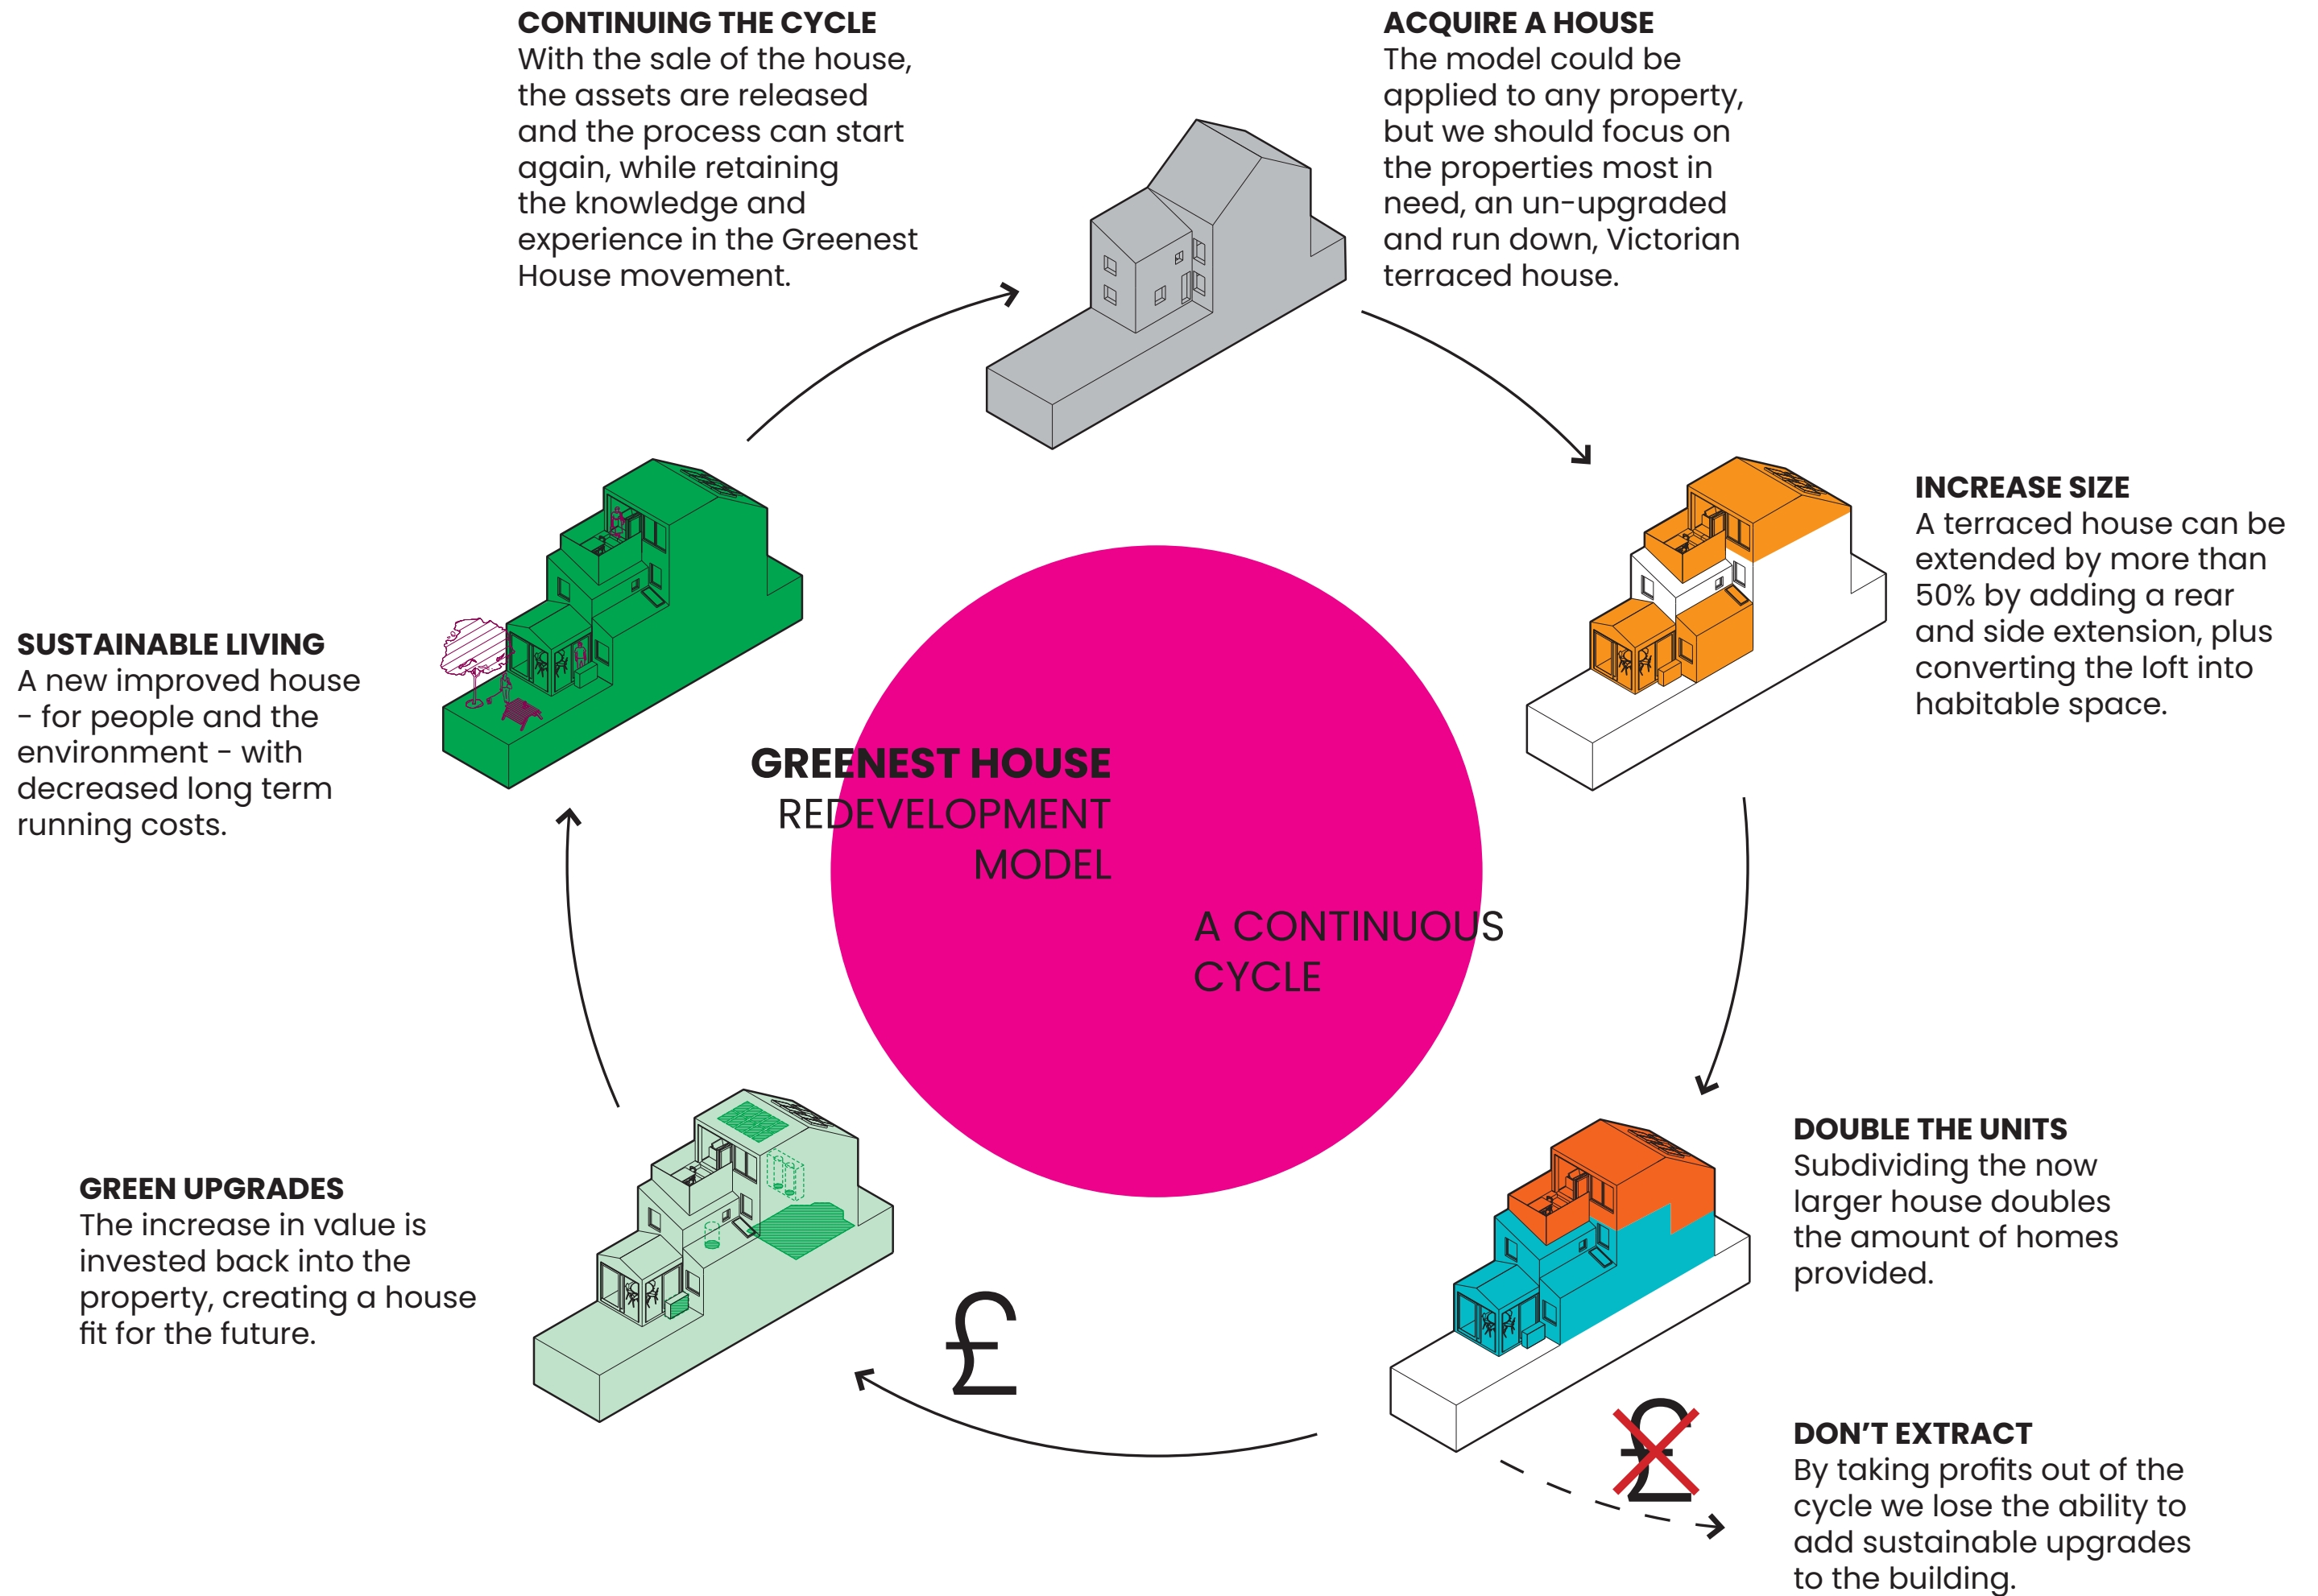 CONTINUING THE CYCLE
With the sale of the house,
the assets are released
and the process can start
again, while retaining
the knowledge and
experience in the Greenest
House movement.
ACQUIRE A HOUSE
The model could be
applied to any property,
but we should focus on
the properties most in
need, an un-upgraded
and run down, Victorian
terraced house.
INCREASE SIZE
A terraced house can be
extended by more than
50% by adding a rear
and side extension, plus
converting the loft into
habitable space.
SUSTAINABLE LIVING
A new improved house
- for people and the
environment - with
decreased long term
running costs.
GREENEST HOUSE
REDEVELOPMENT
MODEL
A CONTINUOUS
CYCLE
DOUBLE THE UNITS
Subdividing the now
larger house doubles
the amount of homes
provided.
GREEN UPGRADES
The increase in value is
invested back into the
property, creating a house
fit for the future.
£
£
DON'T EXTRACT
By taking profits out of the
cycle we lose the ability to
add sustainable upgrades
to the building.